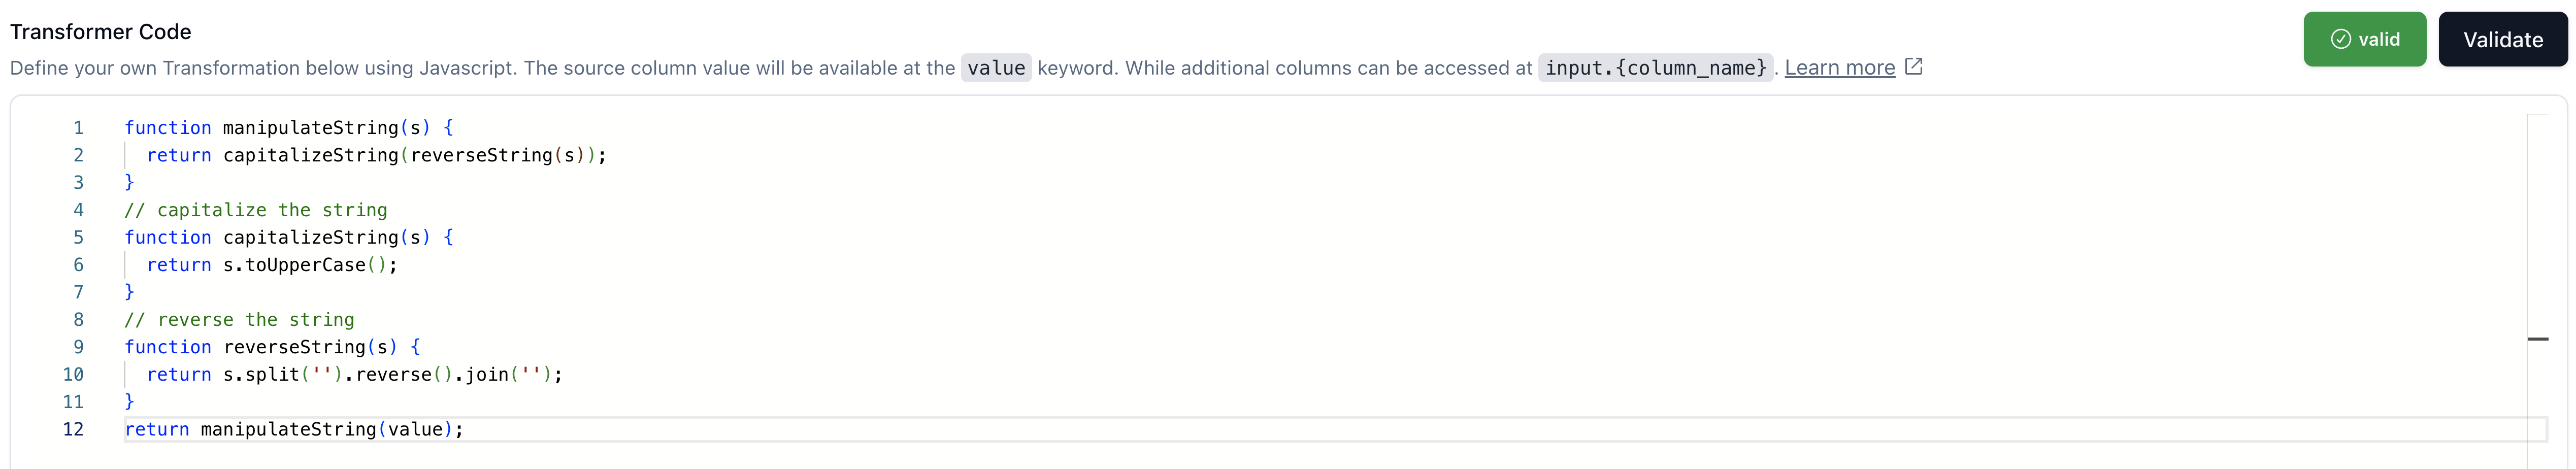 Transformer Code
valid
Validate
Define your own Transformation below using Javascript. The source column value will be available at the value keyword. While additional columns can be accessed at input.{column_name}. Learn more
1 function manipulateString(s) {
2   return capitalizeString(reverseString(s));
3 }
4 // capitalize the string
5 function capitalizeString(s) {
6   return s.toUpperCase();
7 }
8 // reverse the string
9 function reverseString(s) {
10   return s.split('').reverse().join('');
11 }
12 return manipulateString(value);